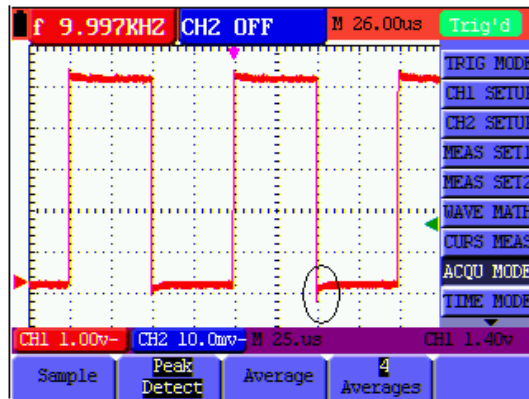 f 9.997KHZ CH2 OFF M 26.00us Trig'd
TRIG MODE
CH1 SETUP
CH2 SETUP
MEAS SET1
MEAS SET2
WAVE MATH
CURS MEAS
ACQU MODE
TIME MODE
CH1 1.00v~ CH2 10.0mv~ M 25.us CH1 1.40v
Sample Peak Detect Average 4 Averages